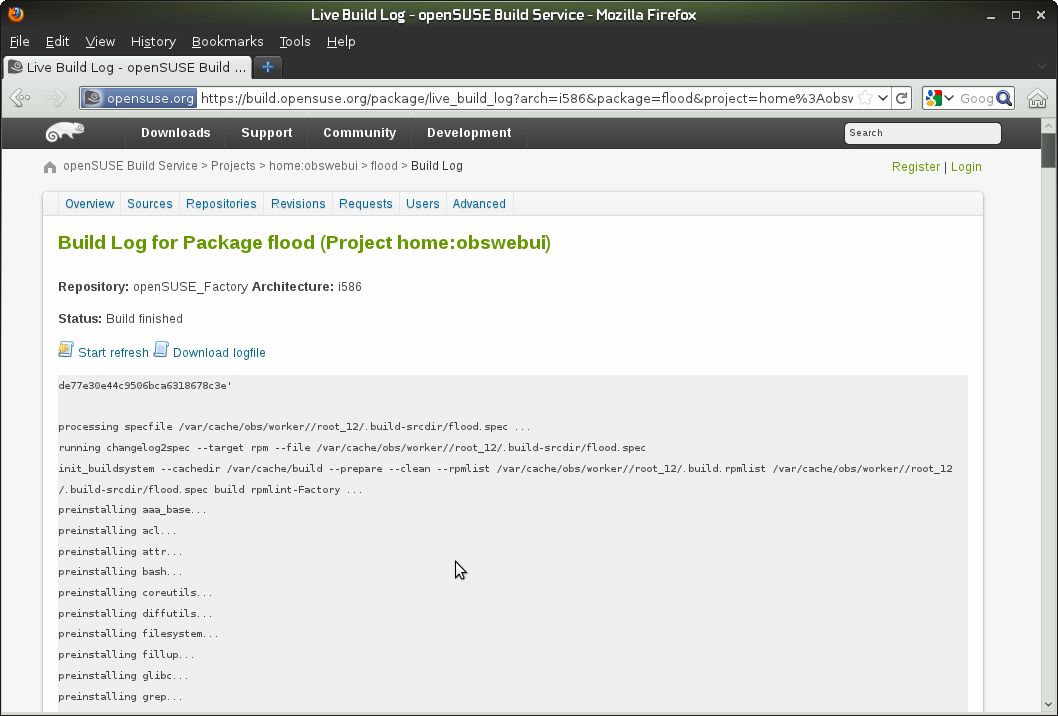 Live Build Log - openSUSE Build Service - Mozilla Firefox
File Edit View History Bookmarks Tools Help
Live Build Log - openSUSE Build ...
opensuse.org https://build.opensuse.org/package/live_build_log?arch=i586&package=flood&project=home%3Aobsw Goog
Downloads Support Community Development Search
openSUSE Build Service > Projects > home:obswebui > flood > Build Log Register | Login
Overview Sources Repositories Revisions Requests Users Advanced
Build Log for Package flood (Project home:obswebui)
Repository: openSUSE_Factory Architecture: i586
Status: Build finished
Start refresh Download logfile
de77e30e44c9506bca6318678c3e'
processing specfile /var/cache/obs/worker//root_12/.build-srcdir/flood.spec ...
running changelog2spec --target rpm --file /var/cache/obs/worker//root_12/.build-srcdir/flood.spec
init_buildsystem --cachedir /var/cache/build --prepare --clean --rpmlist /var/cache/obs/worker//root_12/.build.rpmlist /var/cache/obs/worker//root_12
/.build-srcdir/flood.spec build rpmlint-Factory ...
preinstalling aaa_base...
preinstalling acl...
preinstalling attr...
preinstalling bash...
preinstalling coreutils...
preinstalling diffutils...
preinstalling filesystem...
preinstalling fillup...
preinstalling glibc...
preinstalling grep...